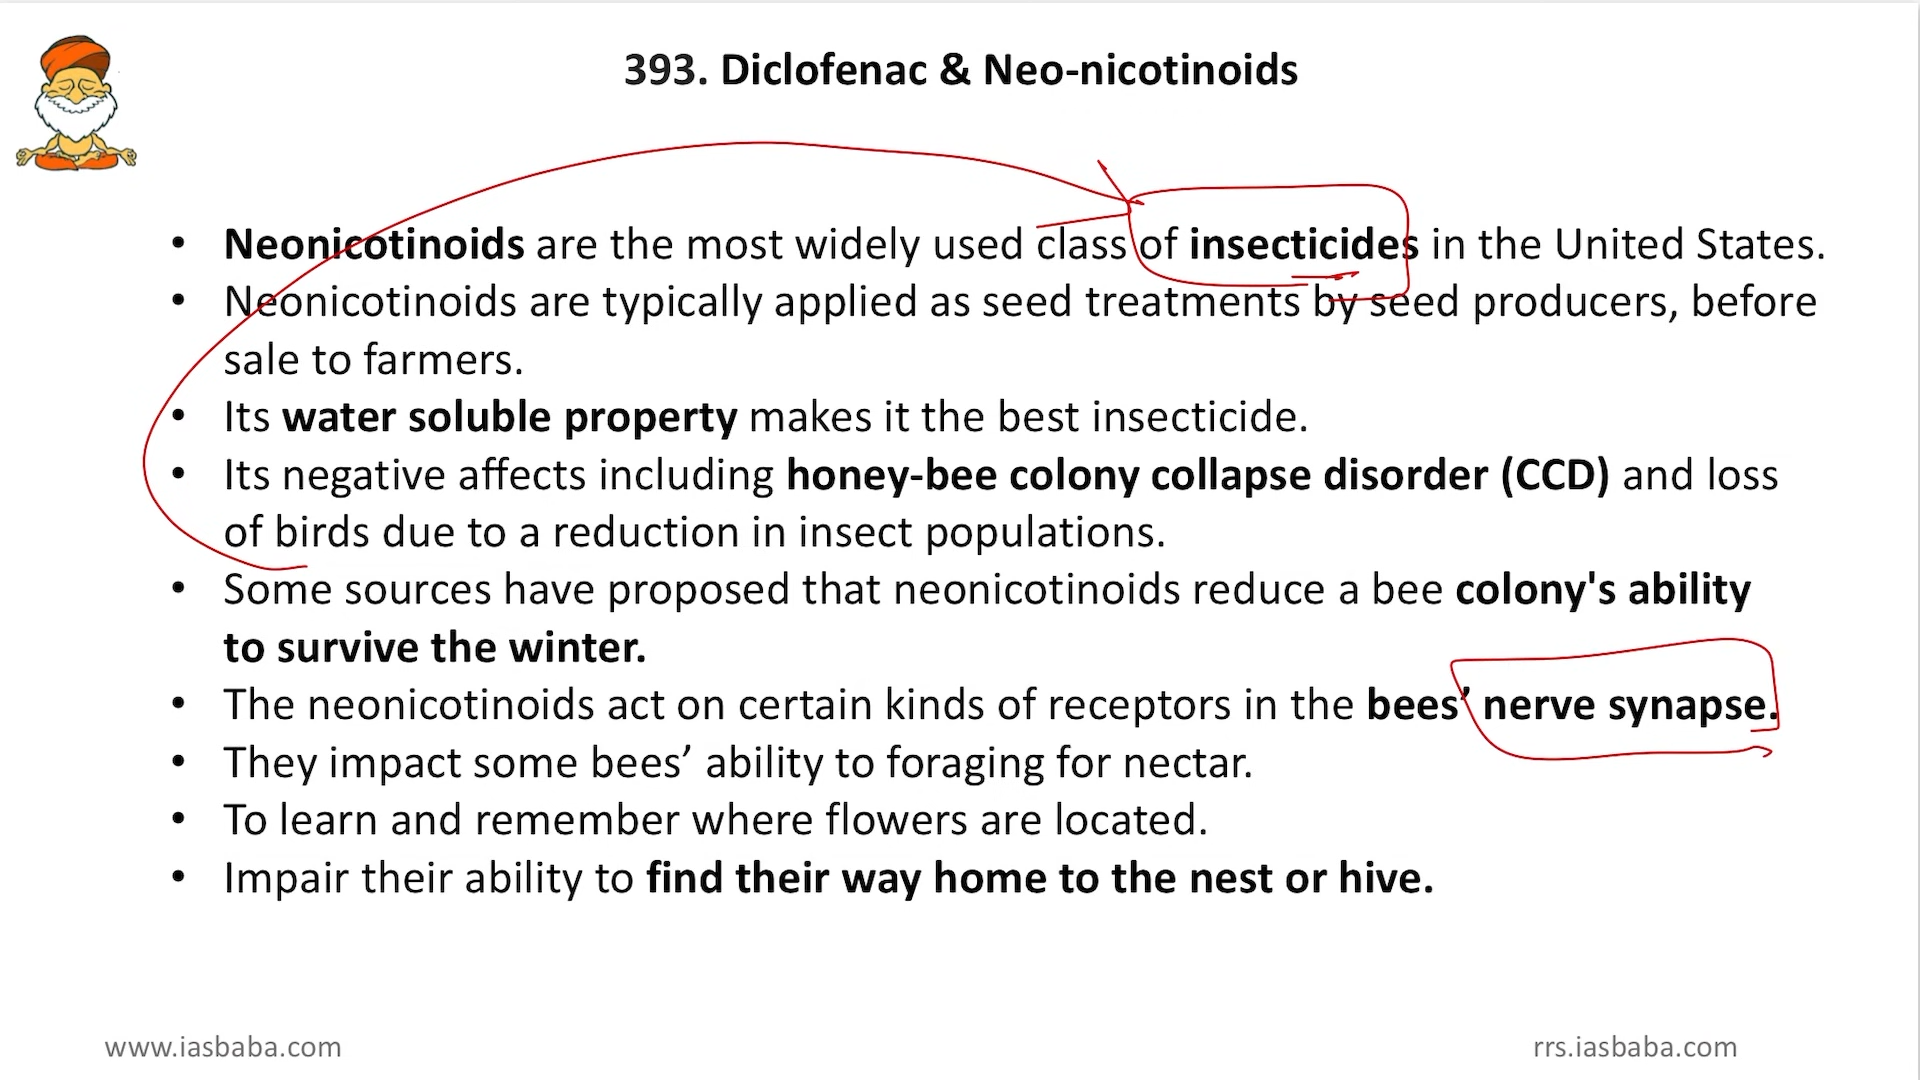 393. Diclofenac & Neo-nicotinoids
• Neonicotinoids are the most widely used class of insecticides in the United States.
• Neonicotinoids are typically applied as seed treatments by seed producers, before
sale to farmers.
• Its water soluble property makes it the best insecticide.
• Its negative affects including honey-bee colony collapse disorder (CCD) and loss
of birds due to a reduction in insect populations.
• Some sources have proposed that neonicotinoids reduce a bee colony's ability
to survive the winter.
• The neonicotinoids act on certain kinds of receptors in the bees’ nerve synapse.
• They impact some bees’ ability to foraging for nectar.
• To learn and remember where flowers are located.
• Impair their ability to find their way home to the nest or hive.
www.iasbaba.com
rrs.iasbaba.com